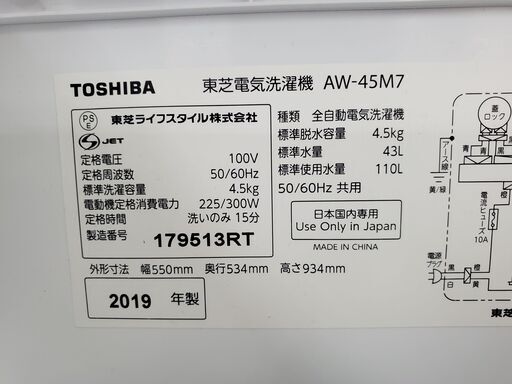 TOSHIBA 東芝電気洗濯機 AW-45M7
PS
E
東芝ライフスタイル株式会社
S JET
定格電圧 100V
定格周波数 50/60Hz
標準洗濯容量 4.5kg
電動機定格消費電力 225/300W
定格時間 洗いのみ 15分
製造番号 179513RT
種類 全自動電気洗濯機
標準脱水容量 4.5kg
標準水量 43L
標準使用水量 110L
50/60Hz 共用
日本国内専用
Use Only in Japan
MADE IN CHINA
外形寸法 幅550mm 奥行534mm 高さ934mm
2019 年製
蓋
ロック
青 青 黒 黒
アース線
黄/緑
電流ヒューズ
10A
橙
電源
プラグ
黒 橙
白
東芝